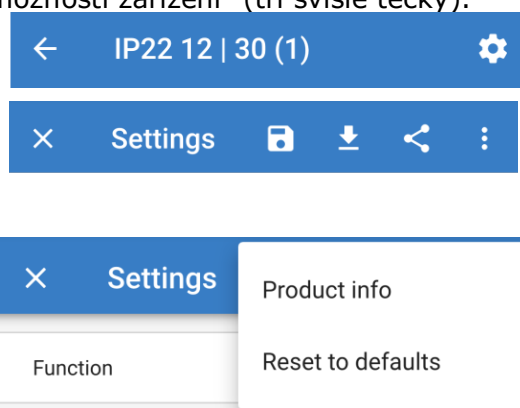 možnosti zařízení“ (tři svislé tečky).
IP22 12 | 30 (1)
Settings
Settings
Product info
Function
Reset to defaults